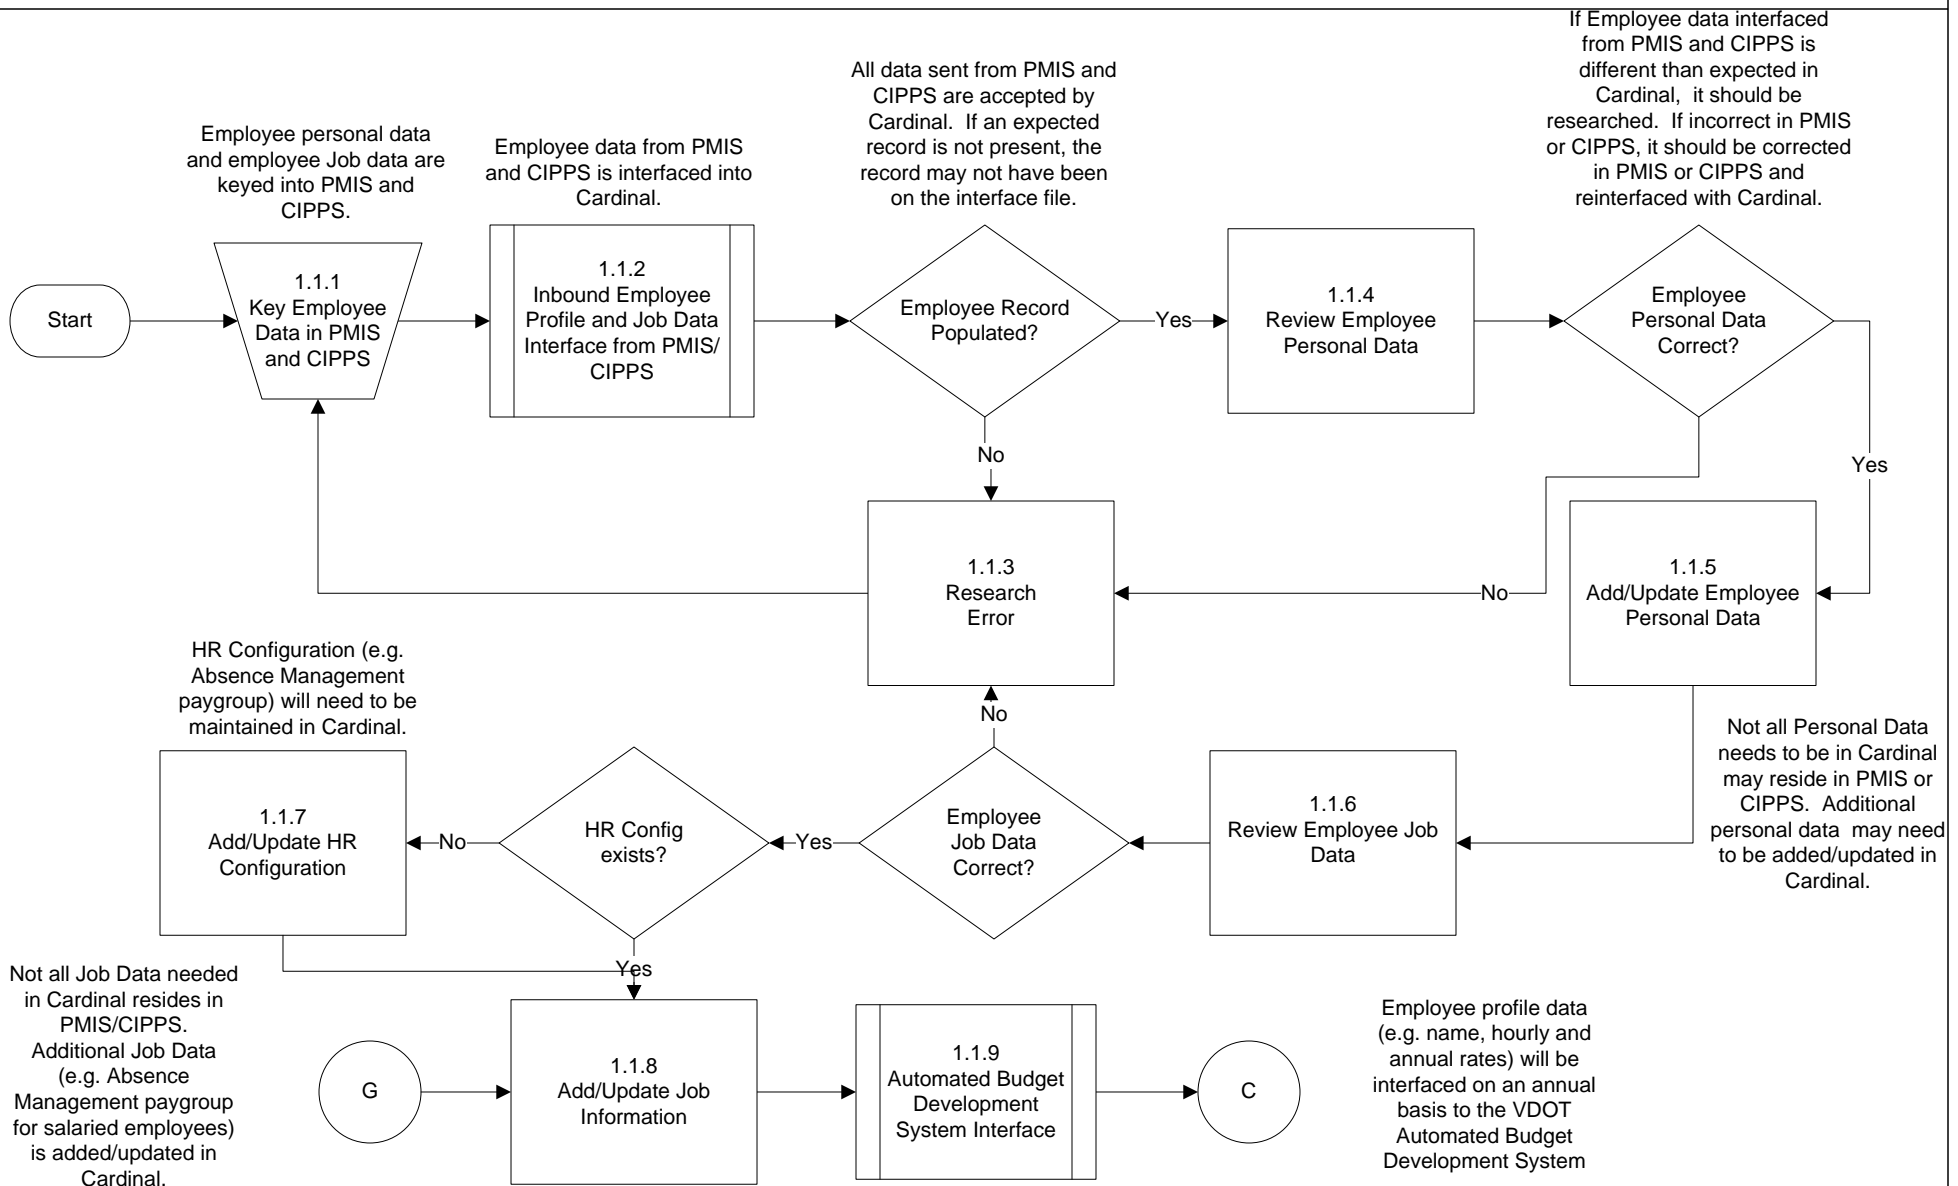 If Employee data interfaced
from PMIS and CIPPS is
different than expected in
Cardinal, it should be
researched. If incorrect in PMIS
or CIPPS, it should be corrected
in PMIS or CIPPS and
reinterfaced with Cardinal.
All data sent from PMIS and
CIPPS are accepted by
Cardinal. If an expected
record is not present, the
record may not have been
on the interface file.
Employee personal data
and employee Job data are
keyed into PMIS and
CIPPS.
Employee data from PMIS
and CIPPS is interfaced into
Cardinal.
Start
1.1.1
Key Employee
Data in PMIS
and CIPPS
1.1.2
Inbound Employee
Profile and Job Data
Interface from PMIS/
CIPPS
Employee Record
Populated?
Yes
1.1.4
Review Employee
Personal Data
Employee
Personal Data
Correct?
No
Yes
1.1.3
Research
Error
No
1.1.5
Add/Update Employee
Personal Data
HR Configuration (e.g.
Absence Management
paygroup) will need to be
maintained in Cardinal.
No
Not all Personal Data
needs to be in Cardinal
may reside in PMIS or
CIPPS. Additional
personal data may need
to be added/updated in
Cardinal.
1.1.7
Add/Update HR
Configuration
No
HR Config
exists?
Yes
Employee
Job Data
Correct?
1.1.6
Review Employee Job
Data
Yes
Not all Job Data needed
in Cardinal resides in
PMIS/CIPPS.
Additional Job Data
(e.g. Absence
Management paygroup
for salaried employees)
is added/updated in
Cardinal.
G
1.1.8
Add/Update Job
Information
1.1.9
Automated Budget
Development
System Interface
C
Employee profile data
(e.g. name, hourly and
annual rates) will be
interfaced on an annual
basis to the VDOT
Automated Budget
Development System